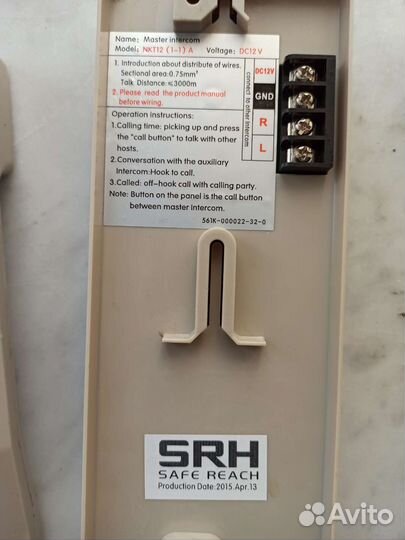 Name: Master intercom
Model: NKT12 (1-1) A Voltage: DC12V
1. Introduction about distribute of wires.
Sectional area:0.75mm²
Talk Distance:≤3000m
2. Please read the product manual
before wiring.
connect to other intercom
DC12V
GND
R
L
Operation instructions:
1.Calling time: picking up and press
the "call button" to talk with other
hosts.
2.Conversation with the auxiliary
Intercom:Hook to call.
3.Called: off-hook call with calling party.
Note: Button on the panel is the call button
between master intercom.
561K-000022-32-0
SRH
SAFE REACH
Production Date:2015.Apr.13
Avito